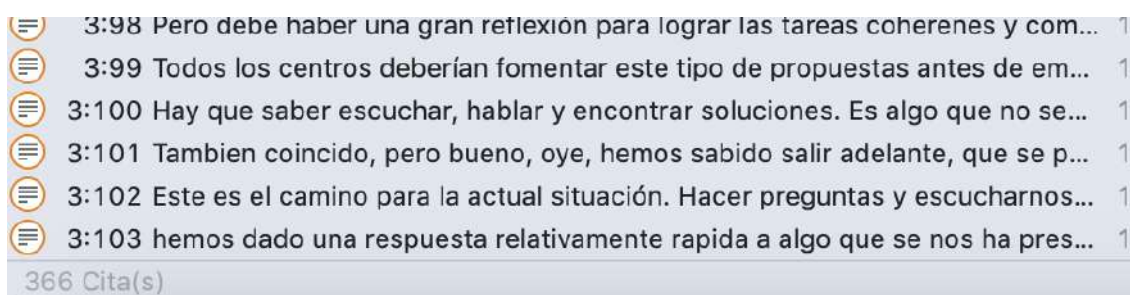 3:98 Pero debe haber una gran reflexión para lograr las tareas coherenes y com... 1
3:99 Todos los centros deberían fomentar este tipo de propuestas antes de em... 1
3:100 Hay que saber escuchar, hablar y encontrar soluciones. Es algo que no se... 1
3:101 Tambien coincido, pero bueno, oye, hemos sabido salir adelante, que se p... 1
3:102 Este es el camino para la actual situación. Hacer preguntas y escucharnos... 1
3:103 hemos dado una respuesta relativamente rapida a algo que se nos ha pres... 1
366 Cita(s)